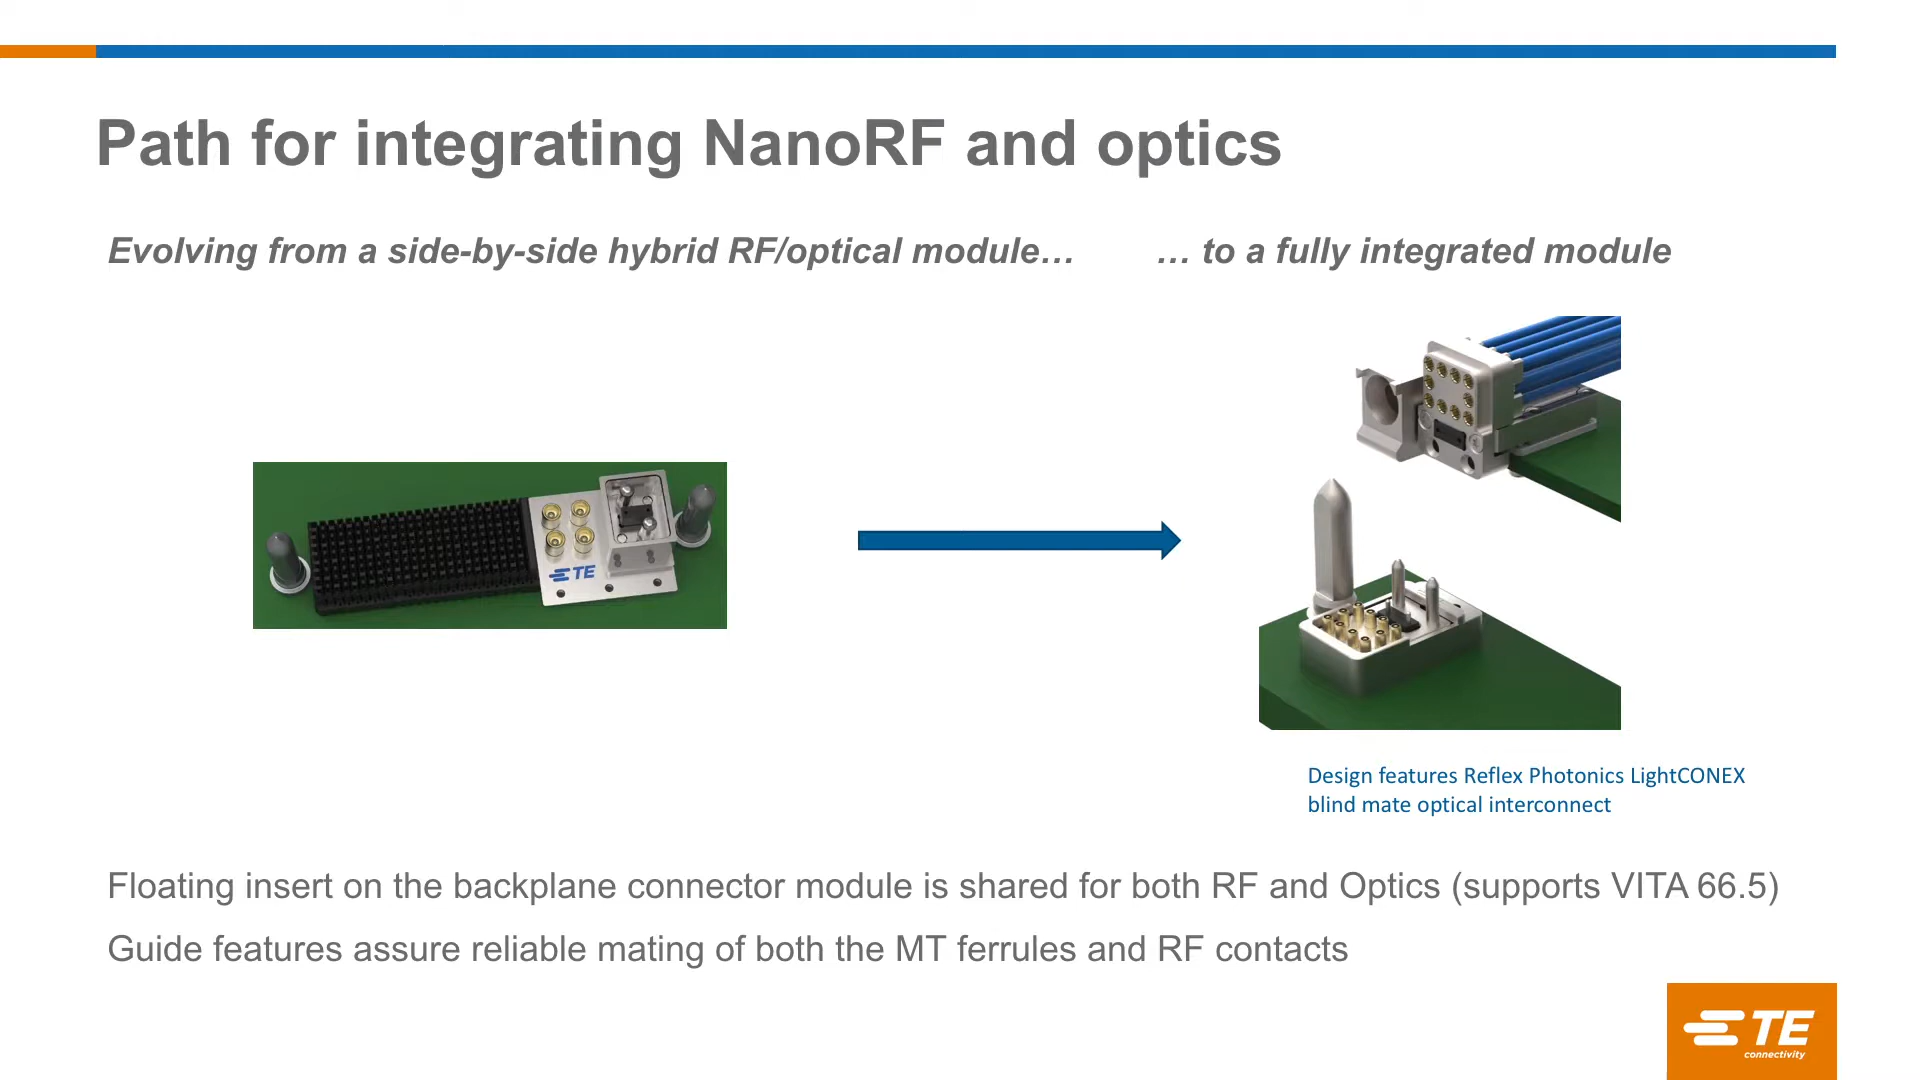 Path for integrating NanoRF and optics
Evolving from a side-by-side hybrid RF/optical module…
… to a fully integrated module
TE
Design features Reflex Photonics LightCONEX
blind mate optical interconnect
Floating insert on the backplane connector module is shared for both RF and Optics (supports VITA 66.5)
Guide features assure reliable mating of both the MT ferrules and RF contacts
TE
connectivity